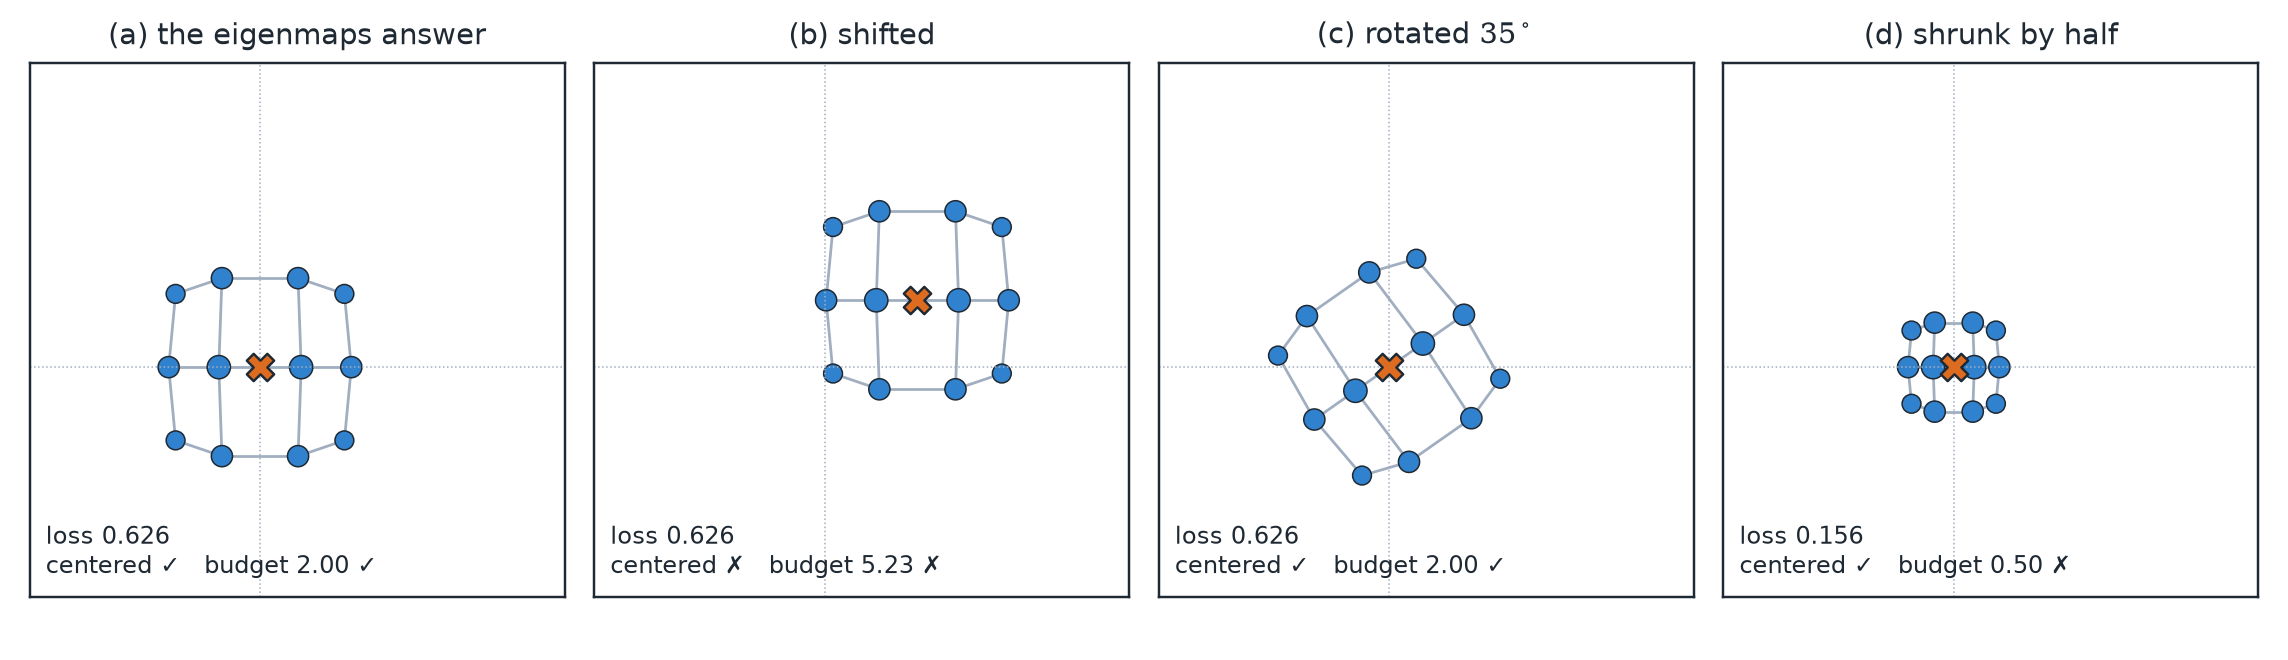 (a) the eigenmaps answer
(b) shifted
(c) rotated 35°
(d) shrunk by half
loss 0.626
centered ✓ budget 2.00 ✓
loss 0.626
centered ✗ budget 5.23 ✗
loss 0.626
centered ✓ budget 2.00 ✓
loss 0.156
centered ✓ budget 0.50 ✗